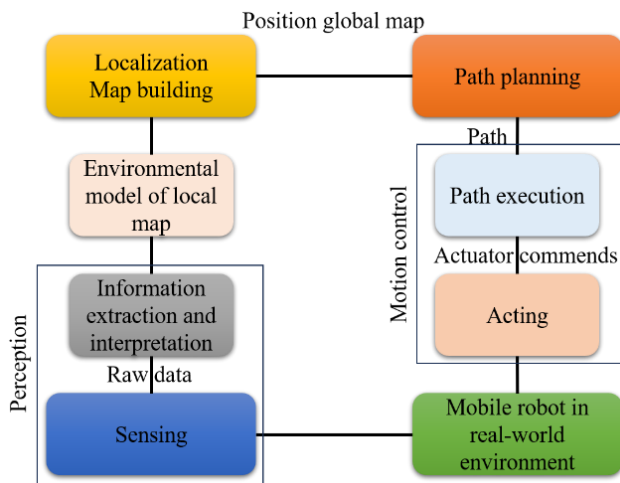 Position global map
Localization
Map building
Path planning
Path
Environmental
model of local
map
Path execution
Motion control
Actuator commends
Information
extraction and
interpretation
Acting
Perception
Raw data
Sensing
Mobile robot in
real-world
environment